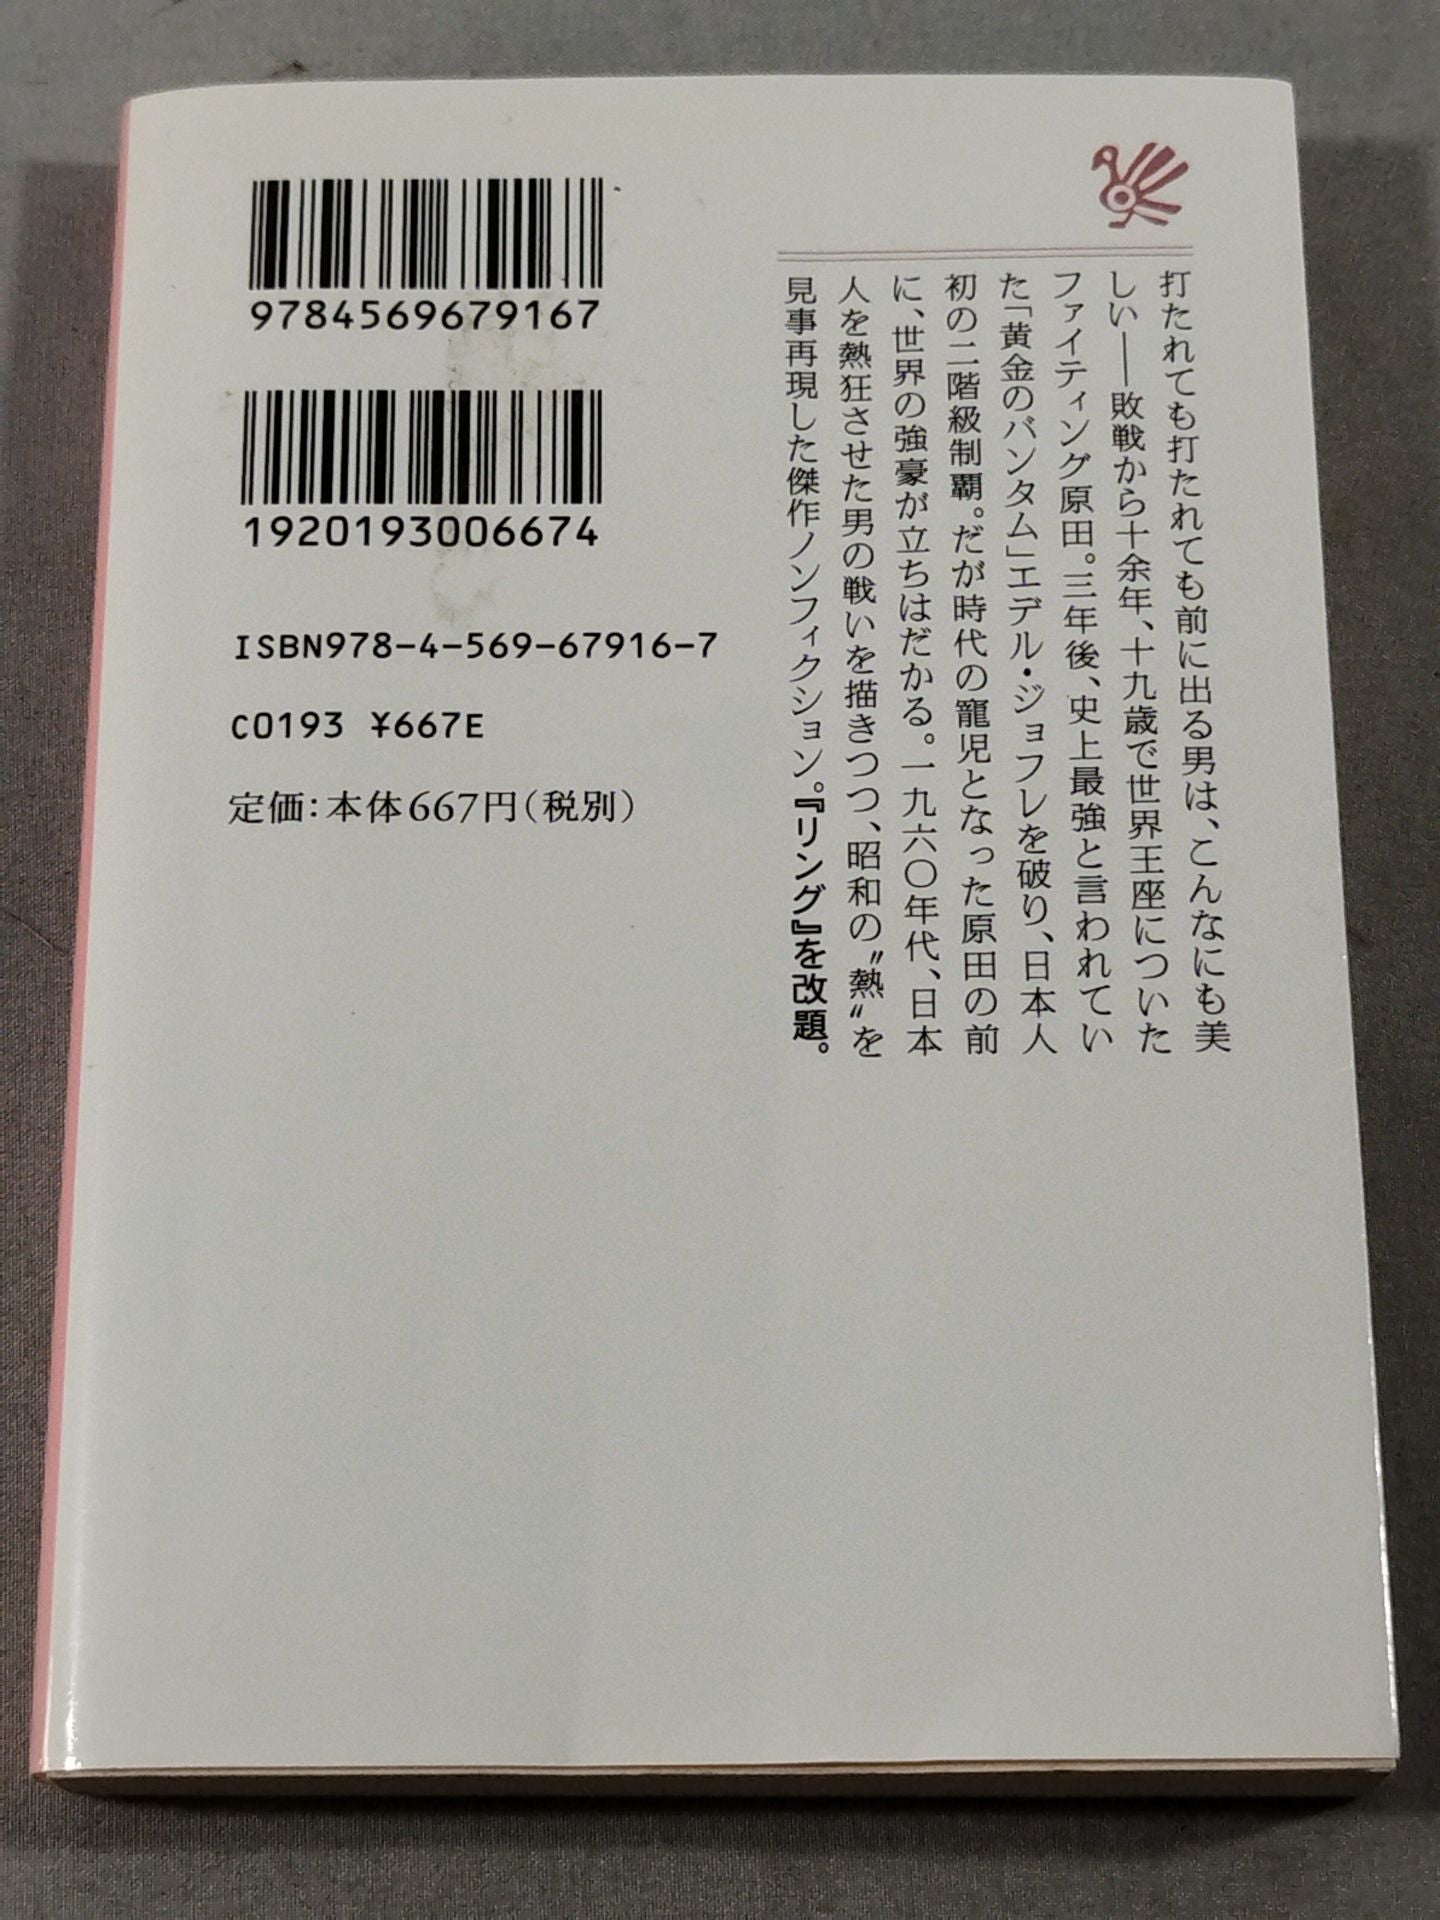 9784569679167
1920193006674
ISBN978-4-569-67916-7
C0193 ¥667E
定価：本体667円（税別）
打たれても打たれても前に出る男は、こんなにも美
しい――敗戦から十余年、十九歳で世界王座についた
ファイティング原田。三年後、史上最強と言われてい
た「黄金のバンタム」エデル・ジョフレを破り、日本人
初の二階級制覇。だが時代の寵児となった原田の前
に、世界の強豪が立ちはだかる。一九六〇年代、日本
人を熱狂させた男の戦いを描きつつ、昭和の〝熱〟を
見事再現した傑作ノンフィクション。『リング』を改題。